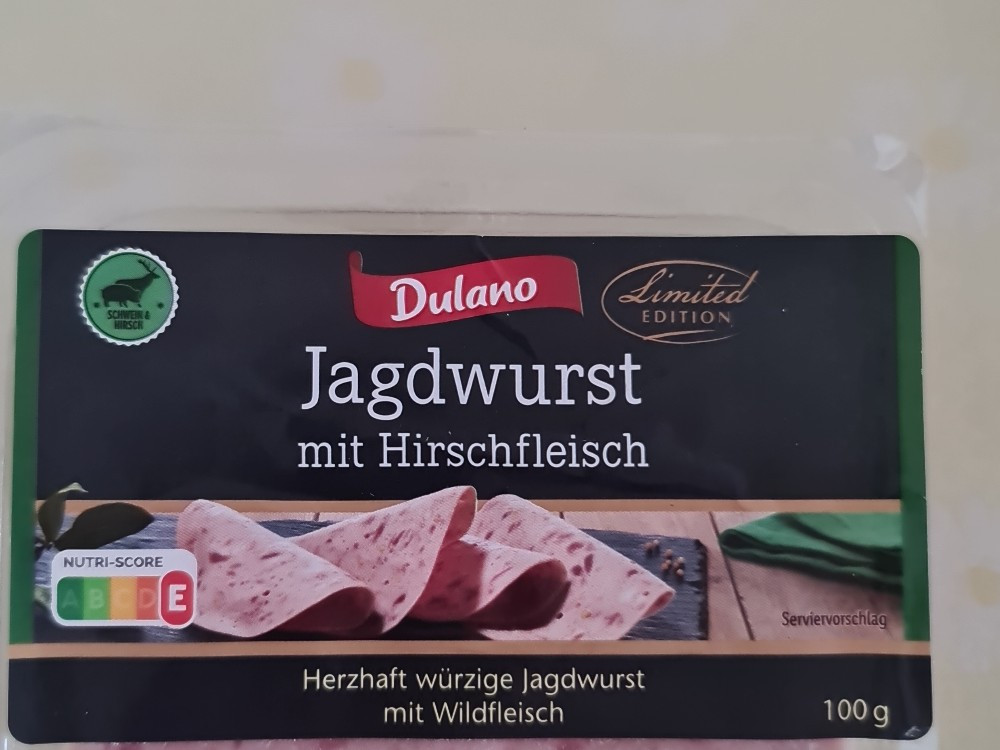 SCHWEIN &
HIRSCH
Dulano
Limited
EDITION
Jagdwurst
mit Hirschfleisch
NUTRI-SCORE
A B C D E
Serviervorschlag
Herzhaft würzige Jagdwurst
mit Wildfleisch
100 g